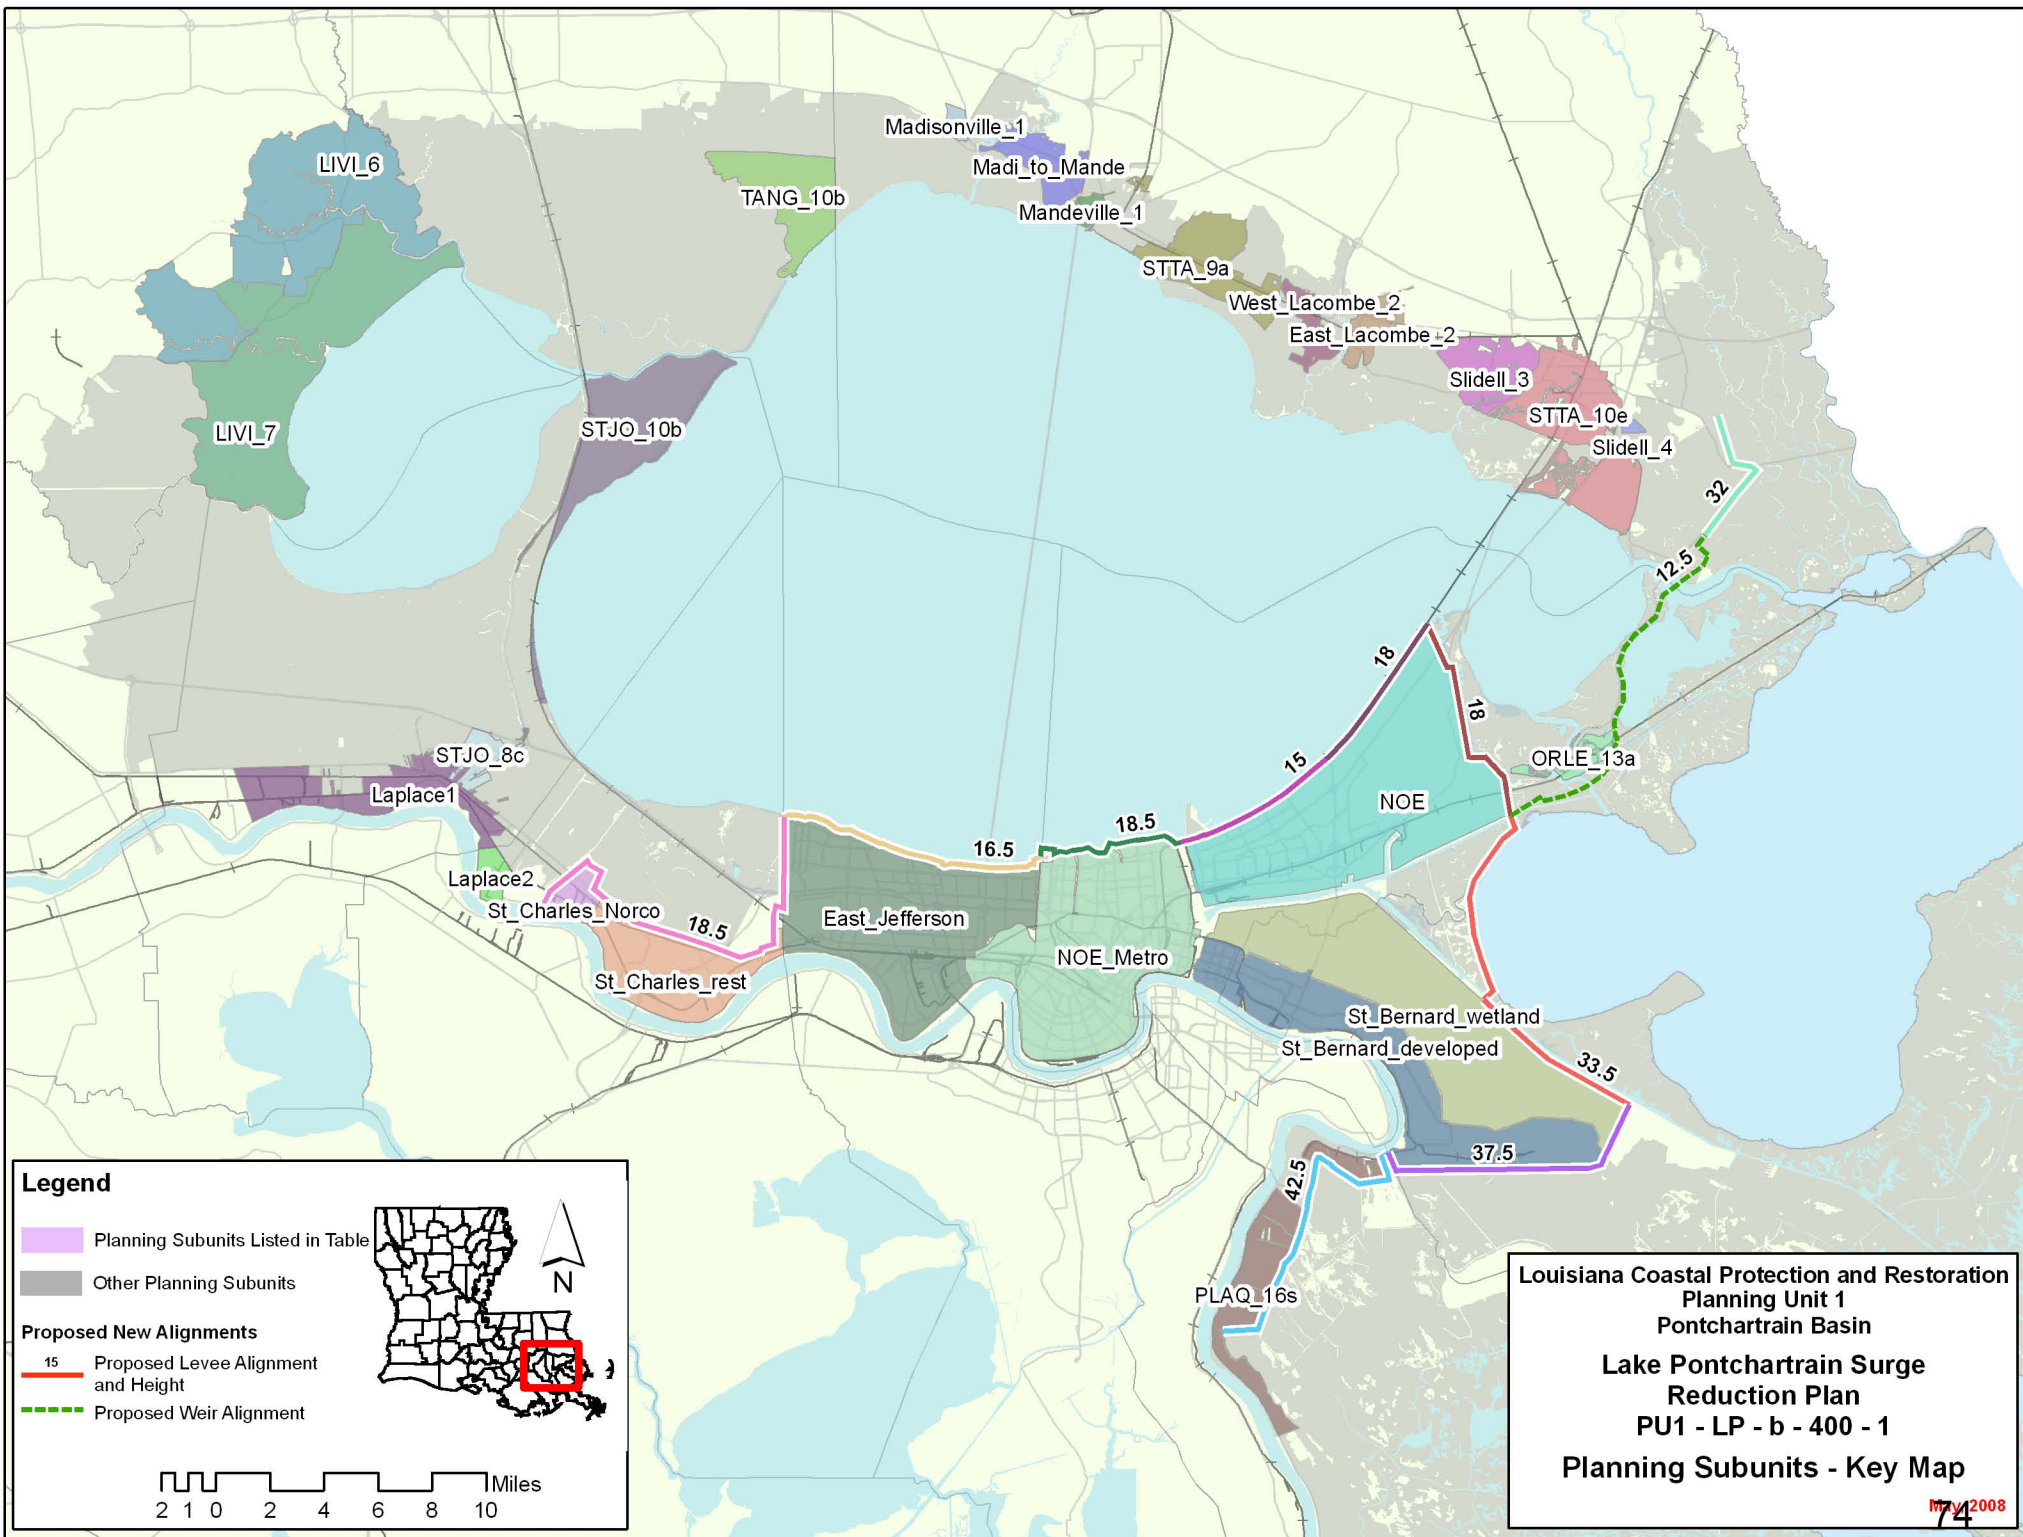 Madisonville_1
LIVI_6
Madi_to_Mande
TANG_10b
Mandeville_1
STTA_9a
West_Lacombe_2
East_Lacombe_2
Slidell_3
STTA_10e
LIVI_7
STJO_10b
Slidell_4
32
12.5
18
18
STJO_8c
ORLE_13a
15
Laplace1
NOE
18.5
16.5
Laplace2
St_Charles_Norco
East_Jefferson
18.5
NOE_Metro
St_Charles_rest
St_Bernard_wetland
St_Bernard_developed
33.5
37.5
42.5
PLAQ_16s
Legend
Planning Subunits Listed in Table
Other Planning Subunits
Proposed New Alignments
15
Proposed Levee Alignment
and Height
Proposed Weir Alignment
N
Miles
2 1 0 2 4 6 8 10
Louisiana Coastal Protection and Restoration
Planning Unit 1
Pontchartrain Basin
Lake Pontchartrain Surge
Reduction Plan
PU1 - LP - b - 400 - 1
Planning Subunits - Key Map
May 2008
74